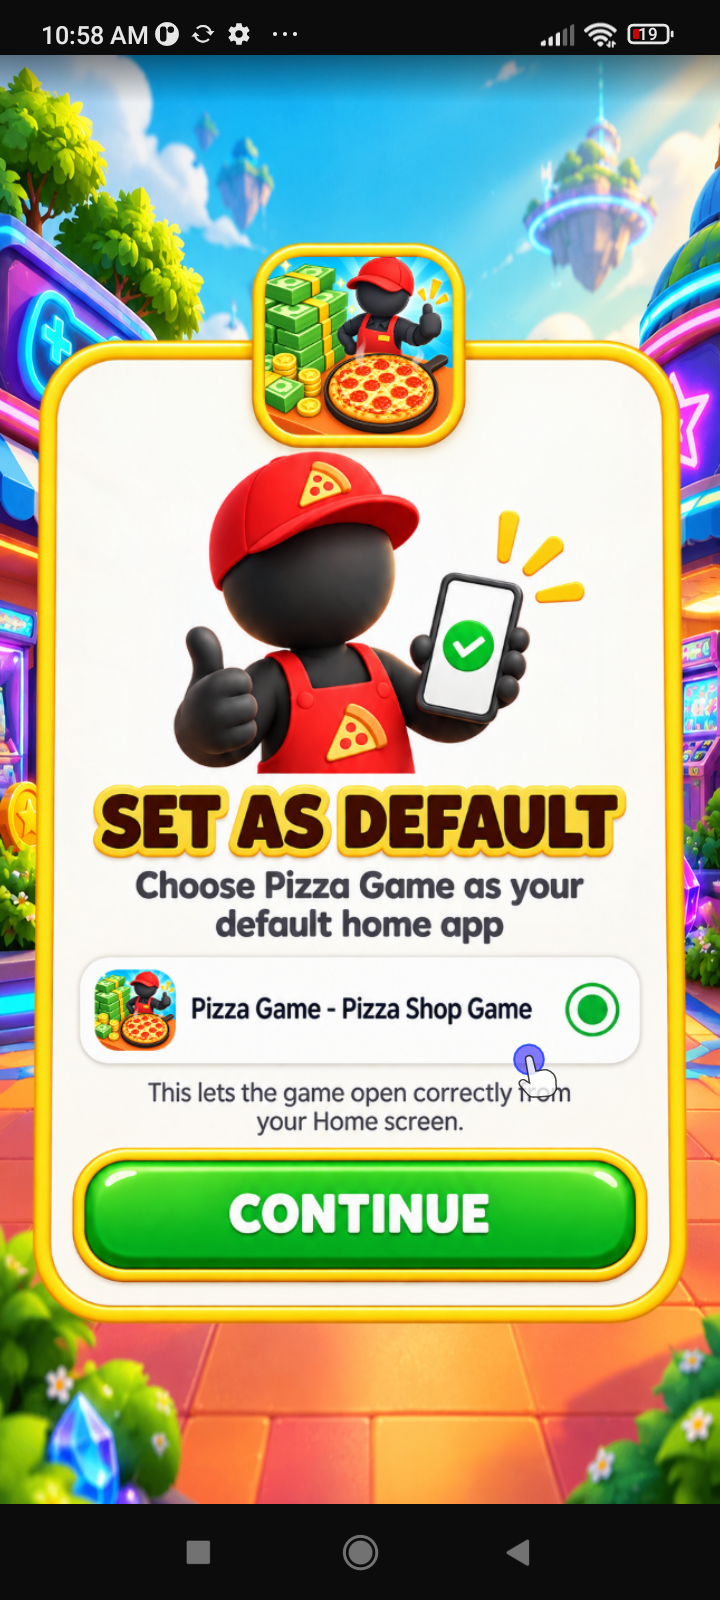 10:58 AM
19
SET AS DEFAULT
Choose Pizza Game as your
default home app
Pizza Game - Pizza Shop Game
This lets the game open correctly from
your Home screen.
CONTINUE